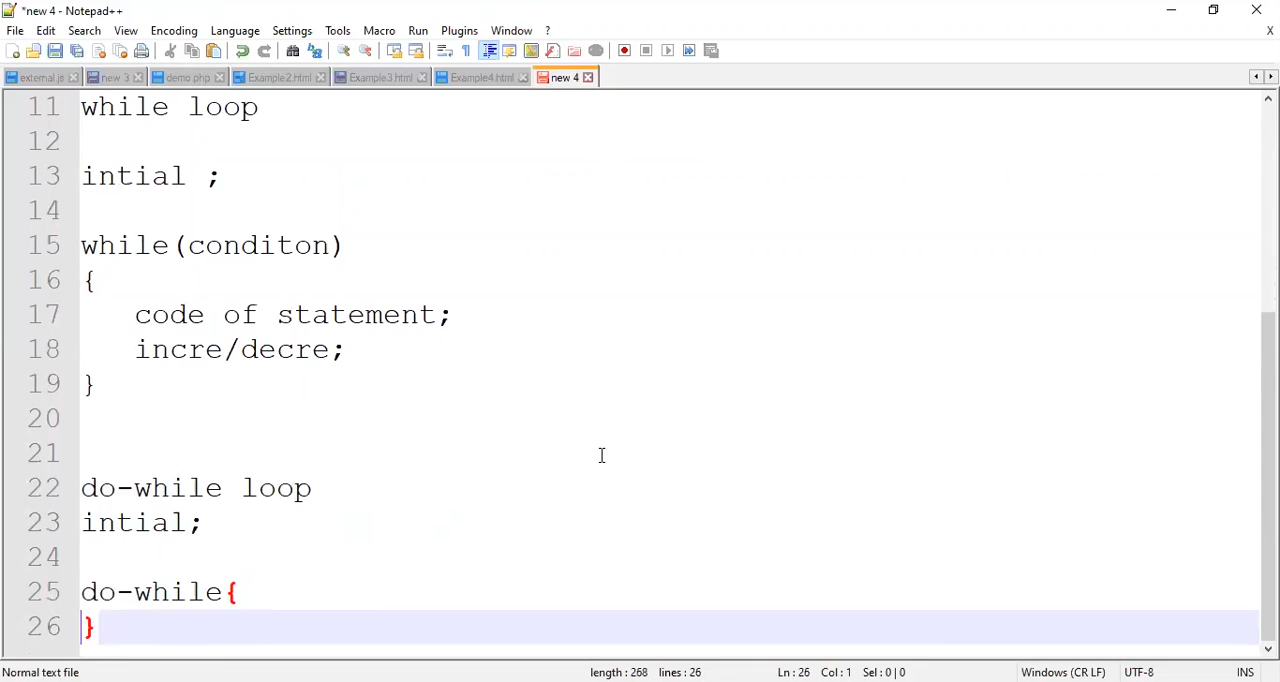 *new 4 - Notepad++
File Edit Search View Encoding Language Settings Tools Macro Run Plugins Window ? X
external.js new 3 demo.php Example2.html Example3.html Example4.html new 4
11 while loop
12
13 intial ;
14
15 while(conditon)
16 {
17 code of statement;
18 incre/decre;
19 }
20
21
22 do-while loop
23 intial;
24
25 do-while{
26 }
Normal text file length : 268 lines : 26 Ln : 26 Col : 1 Sel : 0 | 0 Windows (CR LF) UTF-8 INS